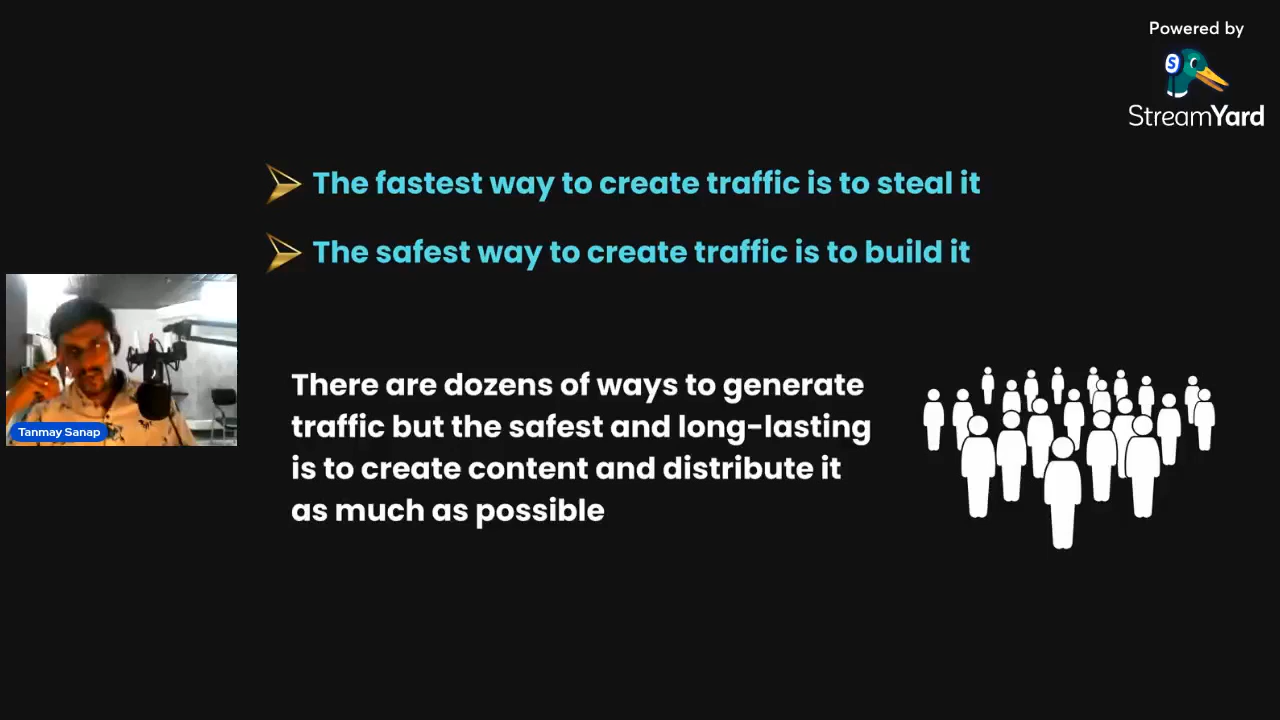 Powered by
S
StreamYard
The fastest way to create traffic is to steal it
The safest way to create traffic is to build it
Tanmay Sanap
There are dozens of ways to generate
traffic but the safest and long-lasting
is to create content and distribute it
as much as possible